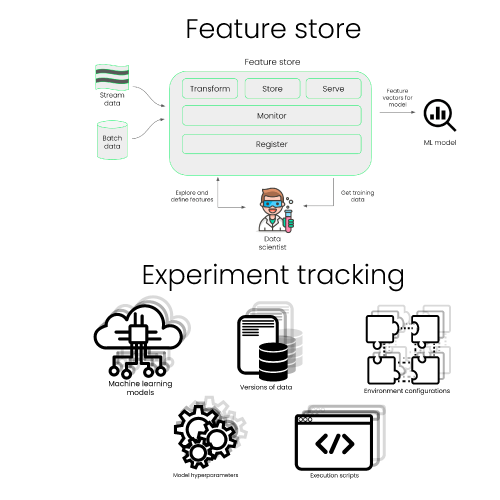 Feature store
Feature store
Transform
Store
Serve
Monitor
Register
Stream
data
Batch
data
Feature
vectors for
model
ML model
Explore and
define features
Get training
data
Data
scientist
Experiment tracking
Machine learning
models
Versions of data
Environment configurations
Model hyperparameters
Execution scripts